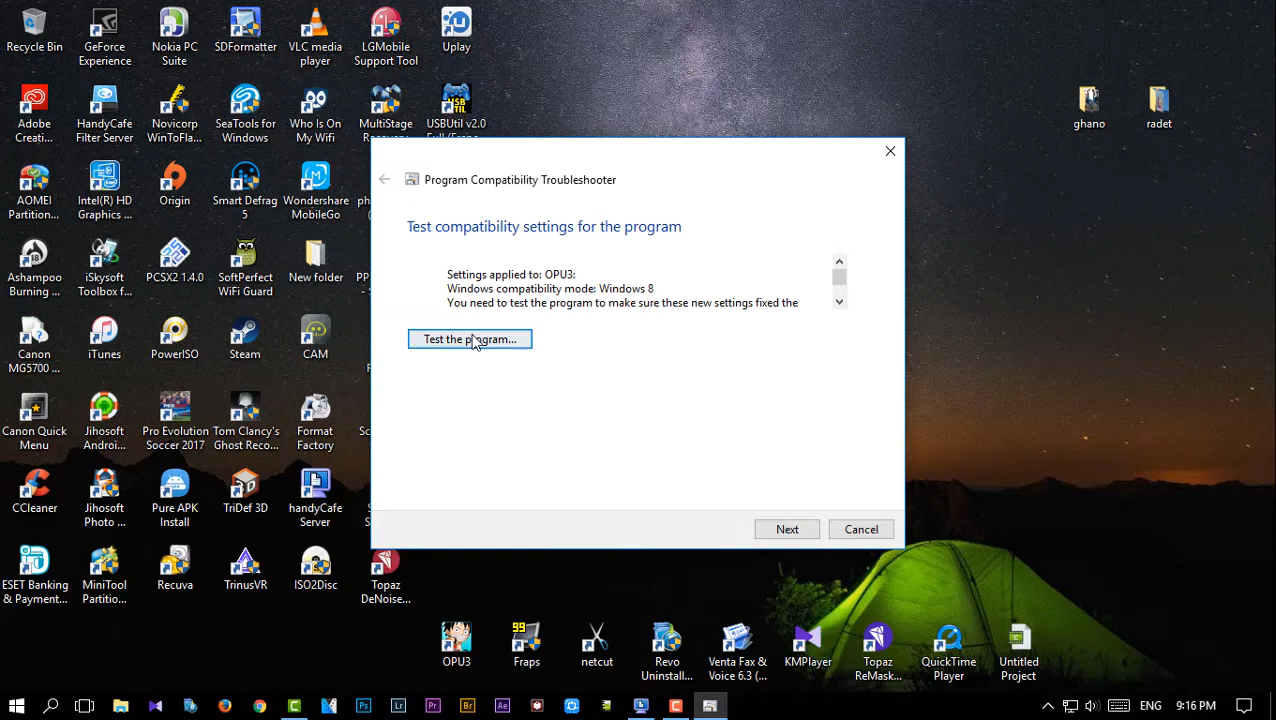 Recycle Bin
GeForce Experience
Nokia PC Suite
SDFormatter
VLC media player
LGMobile Support Tool
Uplay
ghano
radet
Adobe Creati...
HandyCafe Filter Server
Novicorp WinToFla...
SeaTools for Windows
Who Is On My Wifi
MultiStage
USBUtil v2.0
AOMEI Partition...
Intel(R) HD Graphics ...
Origin
Smart Defrag 5
Wondershare MobileGo
Ashampoo Burning ...
iSkysoft Toolbox f...
PCSX2 1.4.0
SoftPerfect WiFi Guard
New folder
Canon MG5700 ...
iTunes
PowerISO
Steam
CAM
Canon Quick Menu
Jihosoft Androi...
Pro Evolution Soccer 2017
Tom Clancy's Ghost Reco...
Format Factory
CCleaner
Jihosoft Photo ...
Pure APK Install
TriDef 3D
handyCafe Server
ESET Banking & Payment...
MiniTool Partitio...
Recuva
TrinusVR
ISO2Disc
Topaz DeNoise...
Program Compatibility Troubleshooter
Test compatibility settings for the program
Settings applied to: OPU3:
Windows compatibility mode: Windows 8
You need to test the program to make sure these new settings fixed the
Test the program...
Next
Cancel
OPU3
99
Fraps
netcut
Revo Uninstall...
Venta Fax & Voice 6.3 (...
KMPlayer
Topaz ReMask...
QuickTime Player
Untitled Project
Ps
Lr
Pr
Br
Ae
ENG
9:16 PM